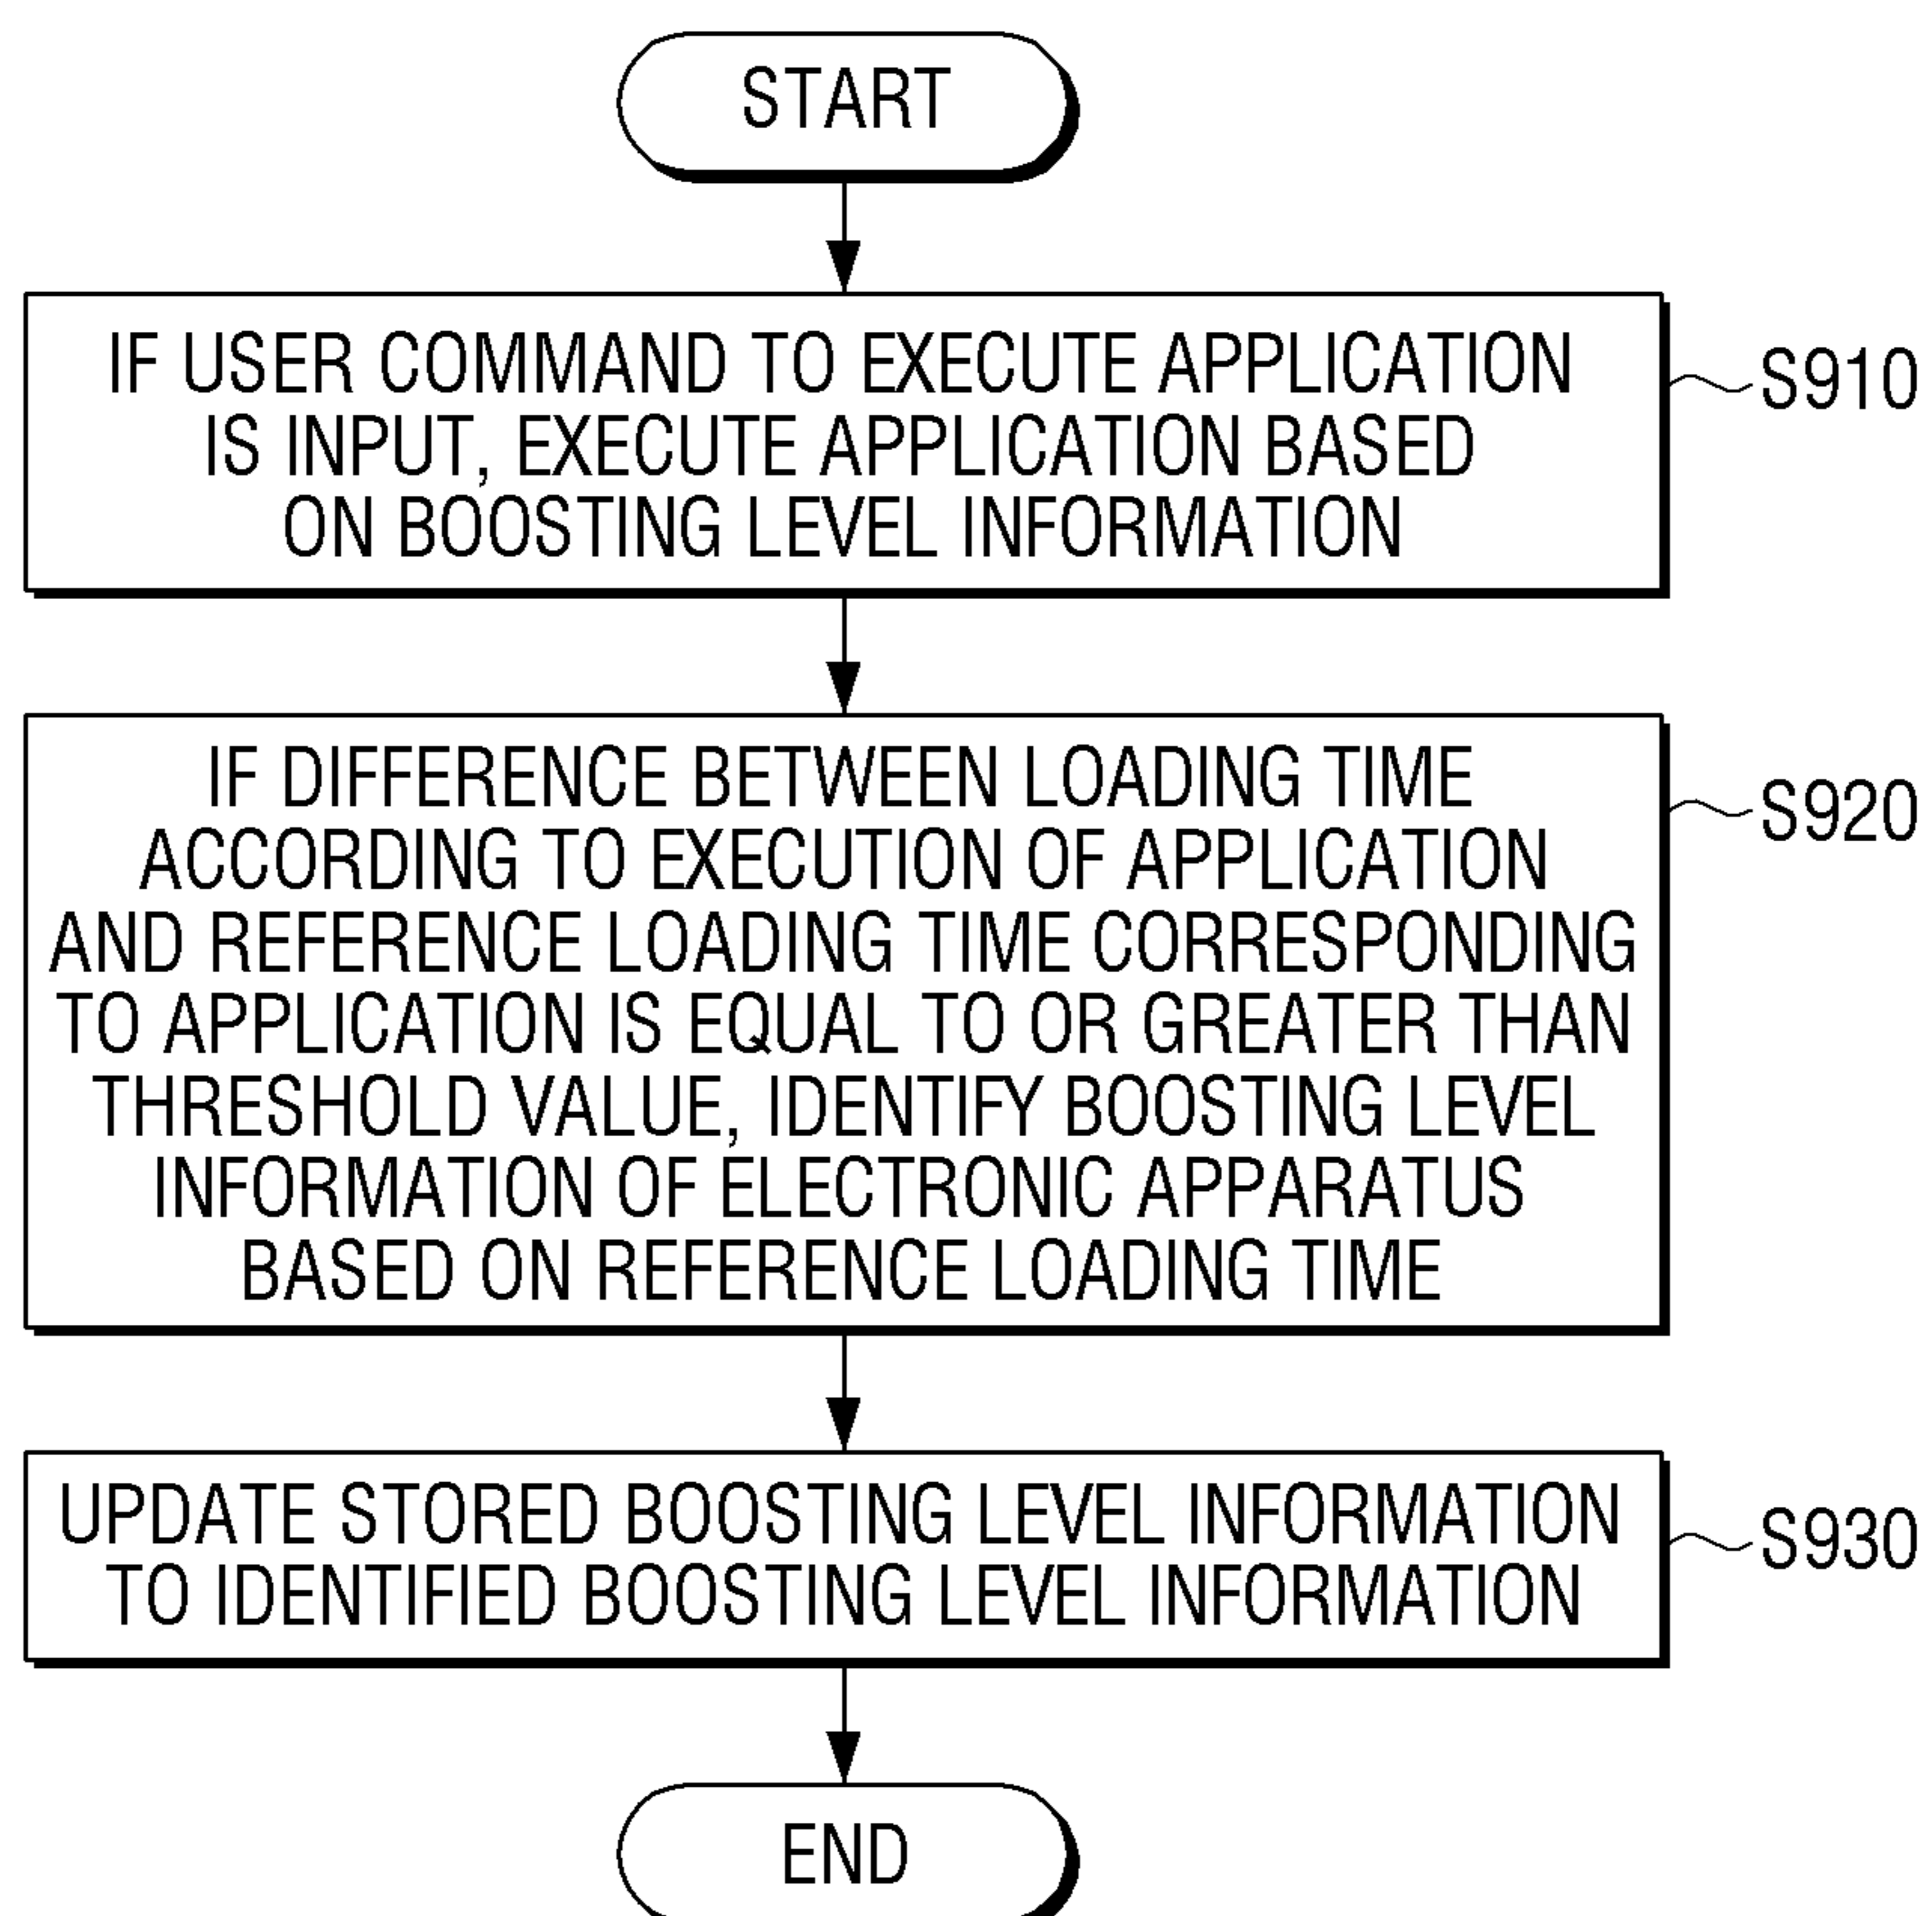 START
IF USER COMMAND TO EXECUTE APPLICATION
IS INPUT, EXECUTE APPLICATION BASED
ON BOOSTING LEVEL INFORMATION
S910
IF DIFFERENCE BETWEEN LOADING TIME
ACCORDING TO EXECUTION OF APPLICATION
AND REFERENCE LOADING TIME CORRESPONDING
TO APPLICATION IS EQUAL TO OR GREATER THAN
THRESHOLD VALUE, IDENTIFY BOOSTING LEVEL
INFORMATION OF ELECTRONIC APPARATUS
BASED ON REFERENCE LOADING TIME
S920
UPDATE STORED BOOSTING LEVEL INFORMATION
TO IDENTIFIED BOOSTING LEVEL INFORMATION
S930
END